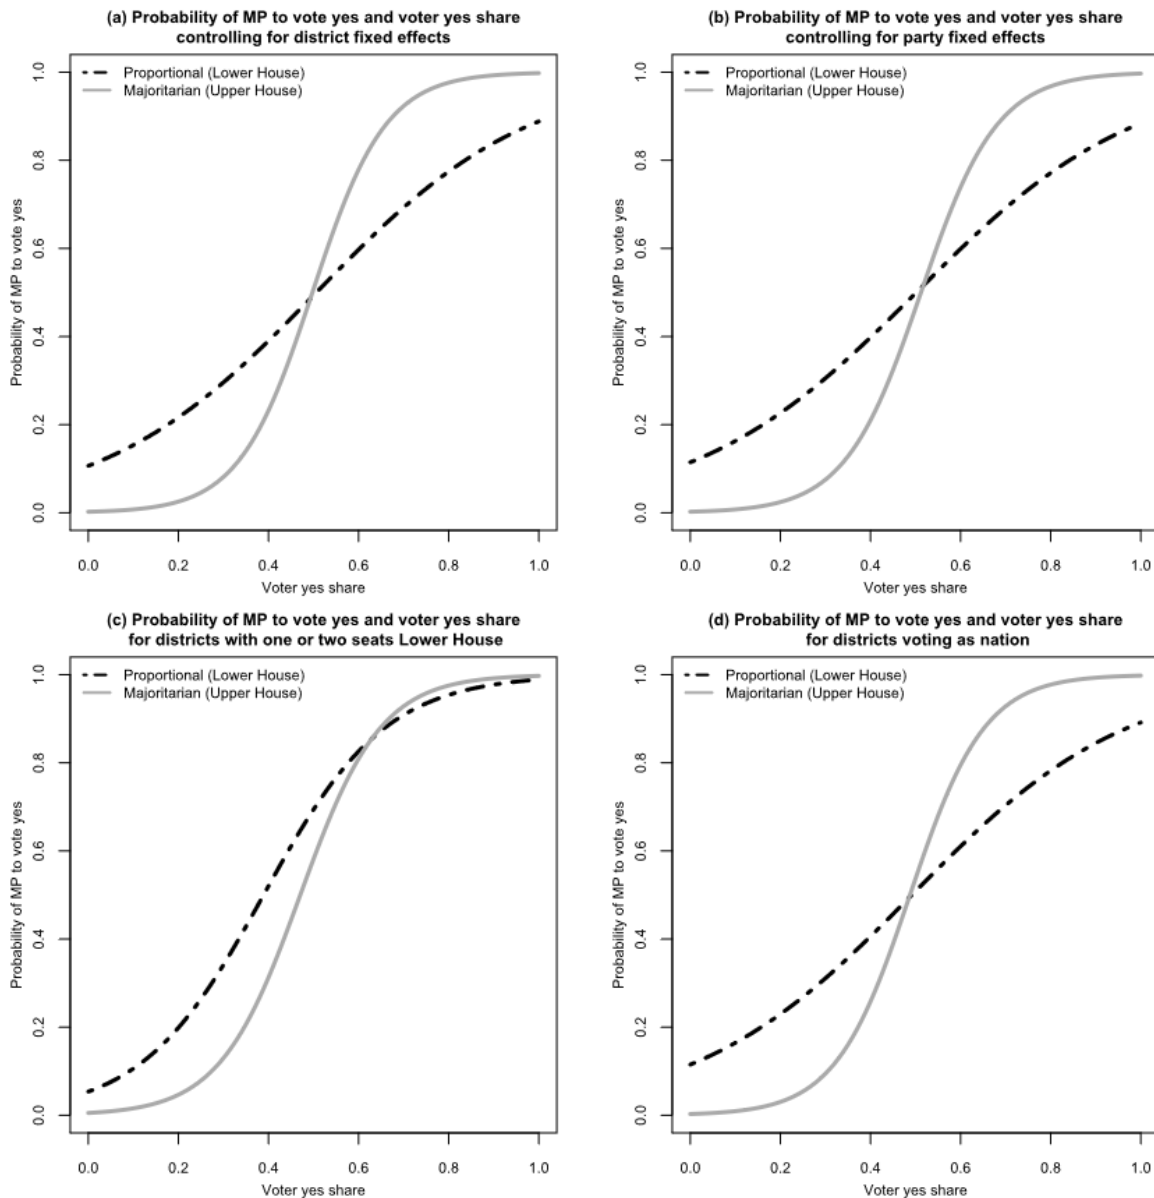 (a) Probability of MP to vote yes and voter yes share
controlling for district fixed effects
Proportional (Lower House)
Majoritarian (Upper House)
1.0
0.8
0.6
0.4
0.2
0.0
Probability of MP to vote yes
0.0 0.2 0.4 0.6 0.8 1.0
Voter yes share
(b) Probability of MP to vote yes and voter yes share
controlling for party fixed effects
Proportional (Lower House)
Majoritarian (Upper House)
1.0
0.8
0.6
0.4
0.2
0.0
Probability of MP to vote yes
0.0 0.2 0.4 0.6 0.8 1.0
Voter yes share
(c) Probability of MP to vote yes and voter yes share
for districts with one or two seats Lower House
Proportional (Lower House)
Majoritarian (Upper House)
1.0
0.8
0.6
0.4
0.2
0.0
Probability of MP to vote yes
0.0 0.2 0.4 0.6 0.8 1.0
Voter yes share
(d) Probability of MP to vote yes and voter yes share
for districts voting as nation
Proportional (Lower House)
Majoritarian (Upper House)
1.0
0.8
0.6
0.4
0.2
0.0
Probability of MP to vote yes
0.0 0.2 0.4 0.6 0.8 1.0
Voter yes share